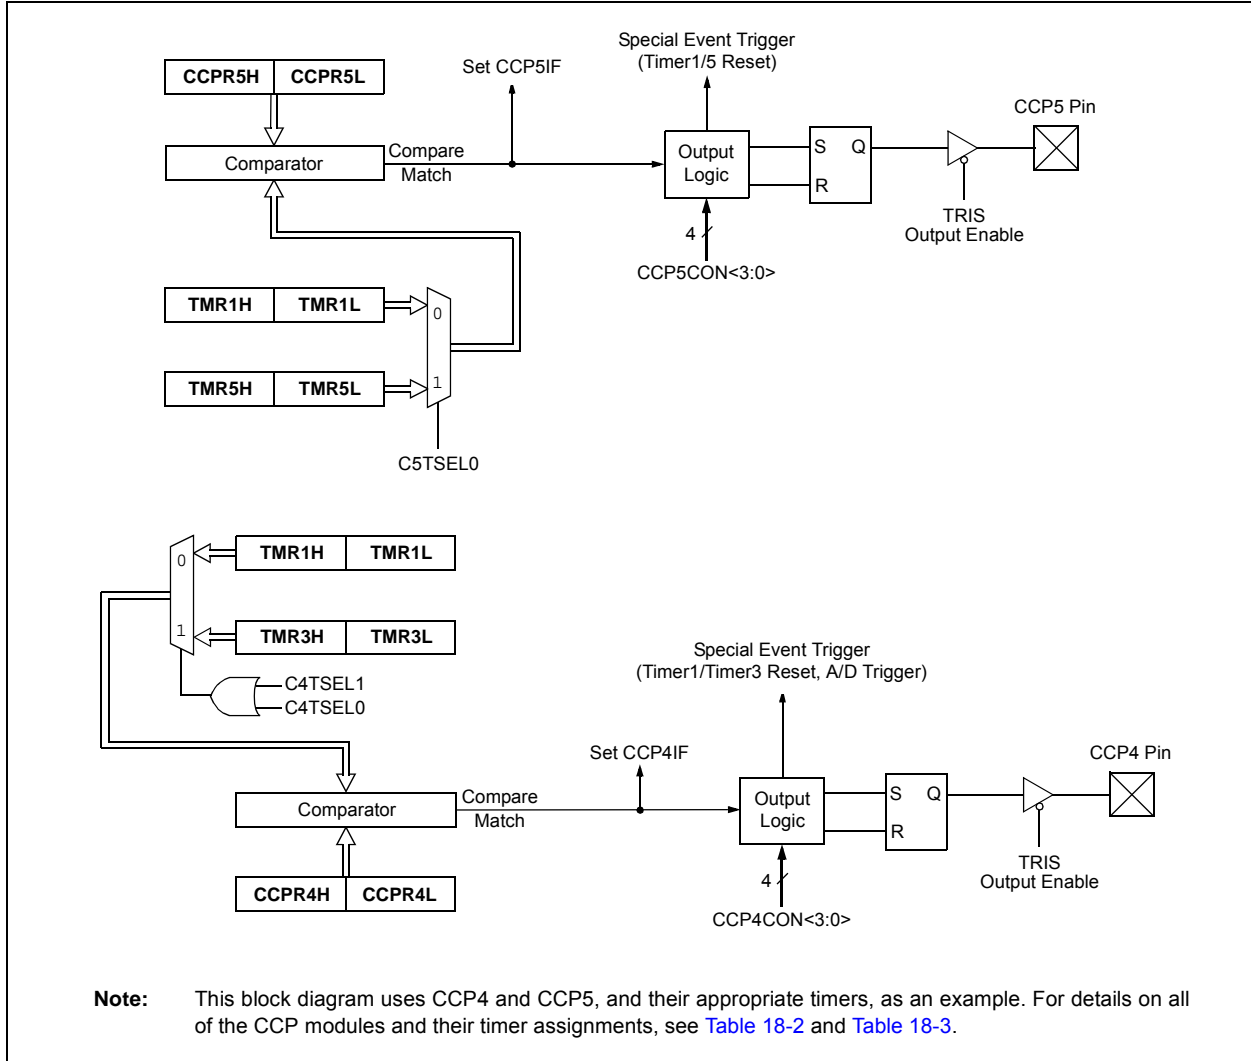 Special Event Trigger
(Timer1/5 Reset)
Set CCP5IF
CCPR5H CCPR5L
CCP5 Pin
Comparator
Compare
Match
Output
Logic
S Q
R
TRIS
Output Enable
4
CCP5CON<3:0>
TMR1H TMR1L
0
TMR5H TMR5L
1
C5TSEL0
0
TMR1H TMR1L
1
TMR3H TMR3L
C4TSEL1
C4TSEL0
Special Event Trigger
(Timer1/Timer3 Reset, A/D Trigger)
Set CCP4IF
CCP4 Pin
Comparator
Compare
Match
Output
Logic
S Q
R
TRIS
Output Enable
4
CCPR4H CCPR4L
CCP4CON<3:0>
Note: This block diagram uses CCP4 and CCP5, and their appropriate timers, as an example. For details on all
of the CCP modules and their timer assignments, see Table 18-2 and Table 18-3.